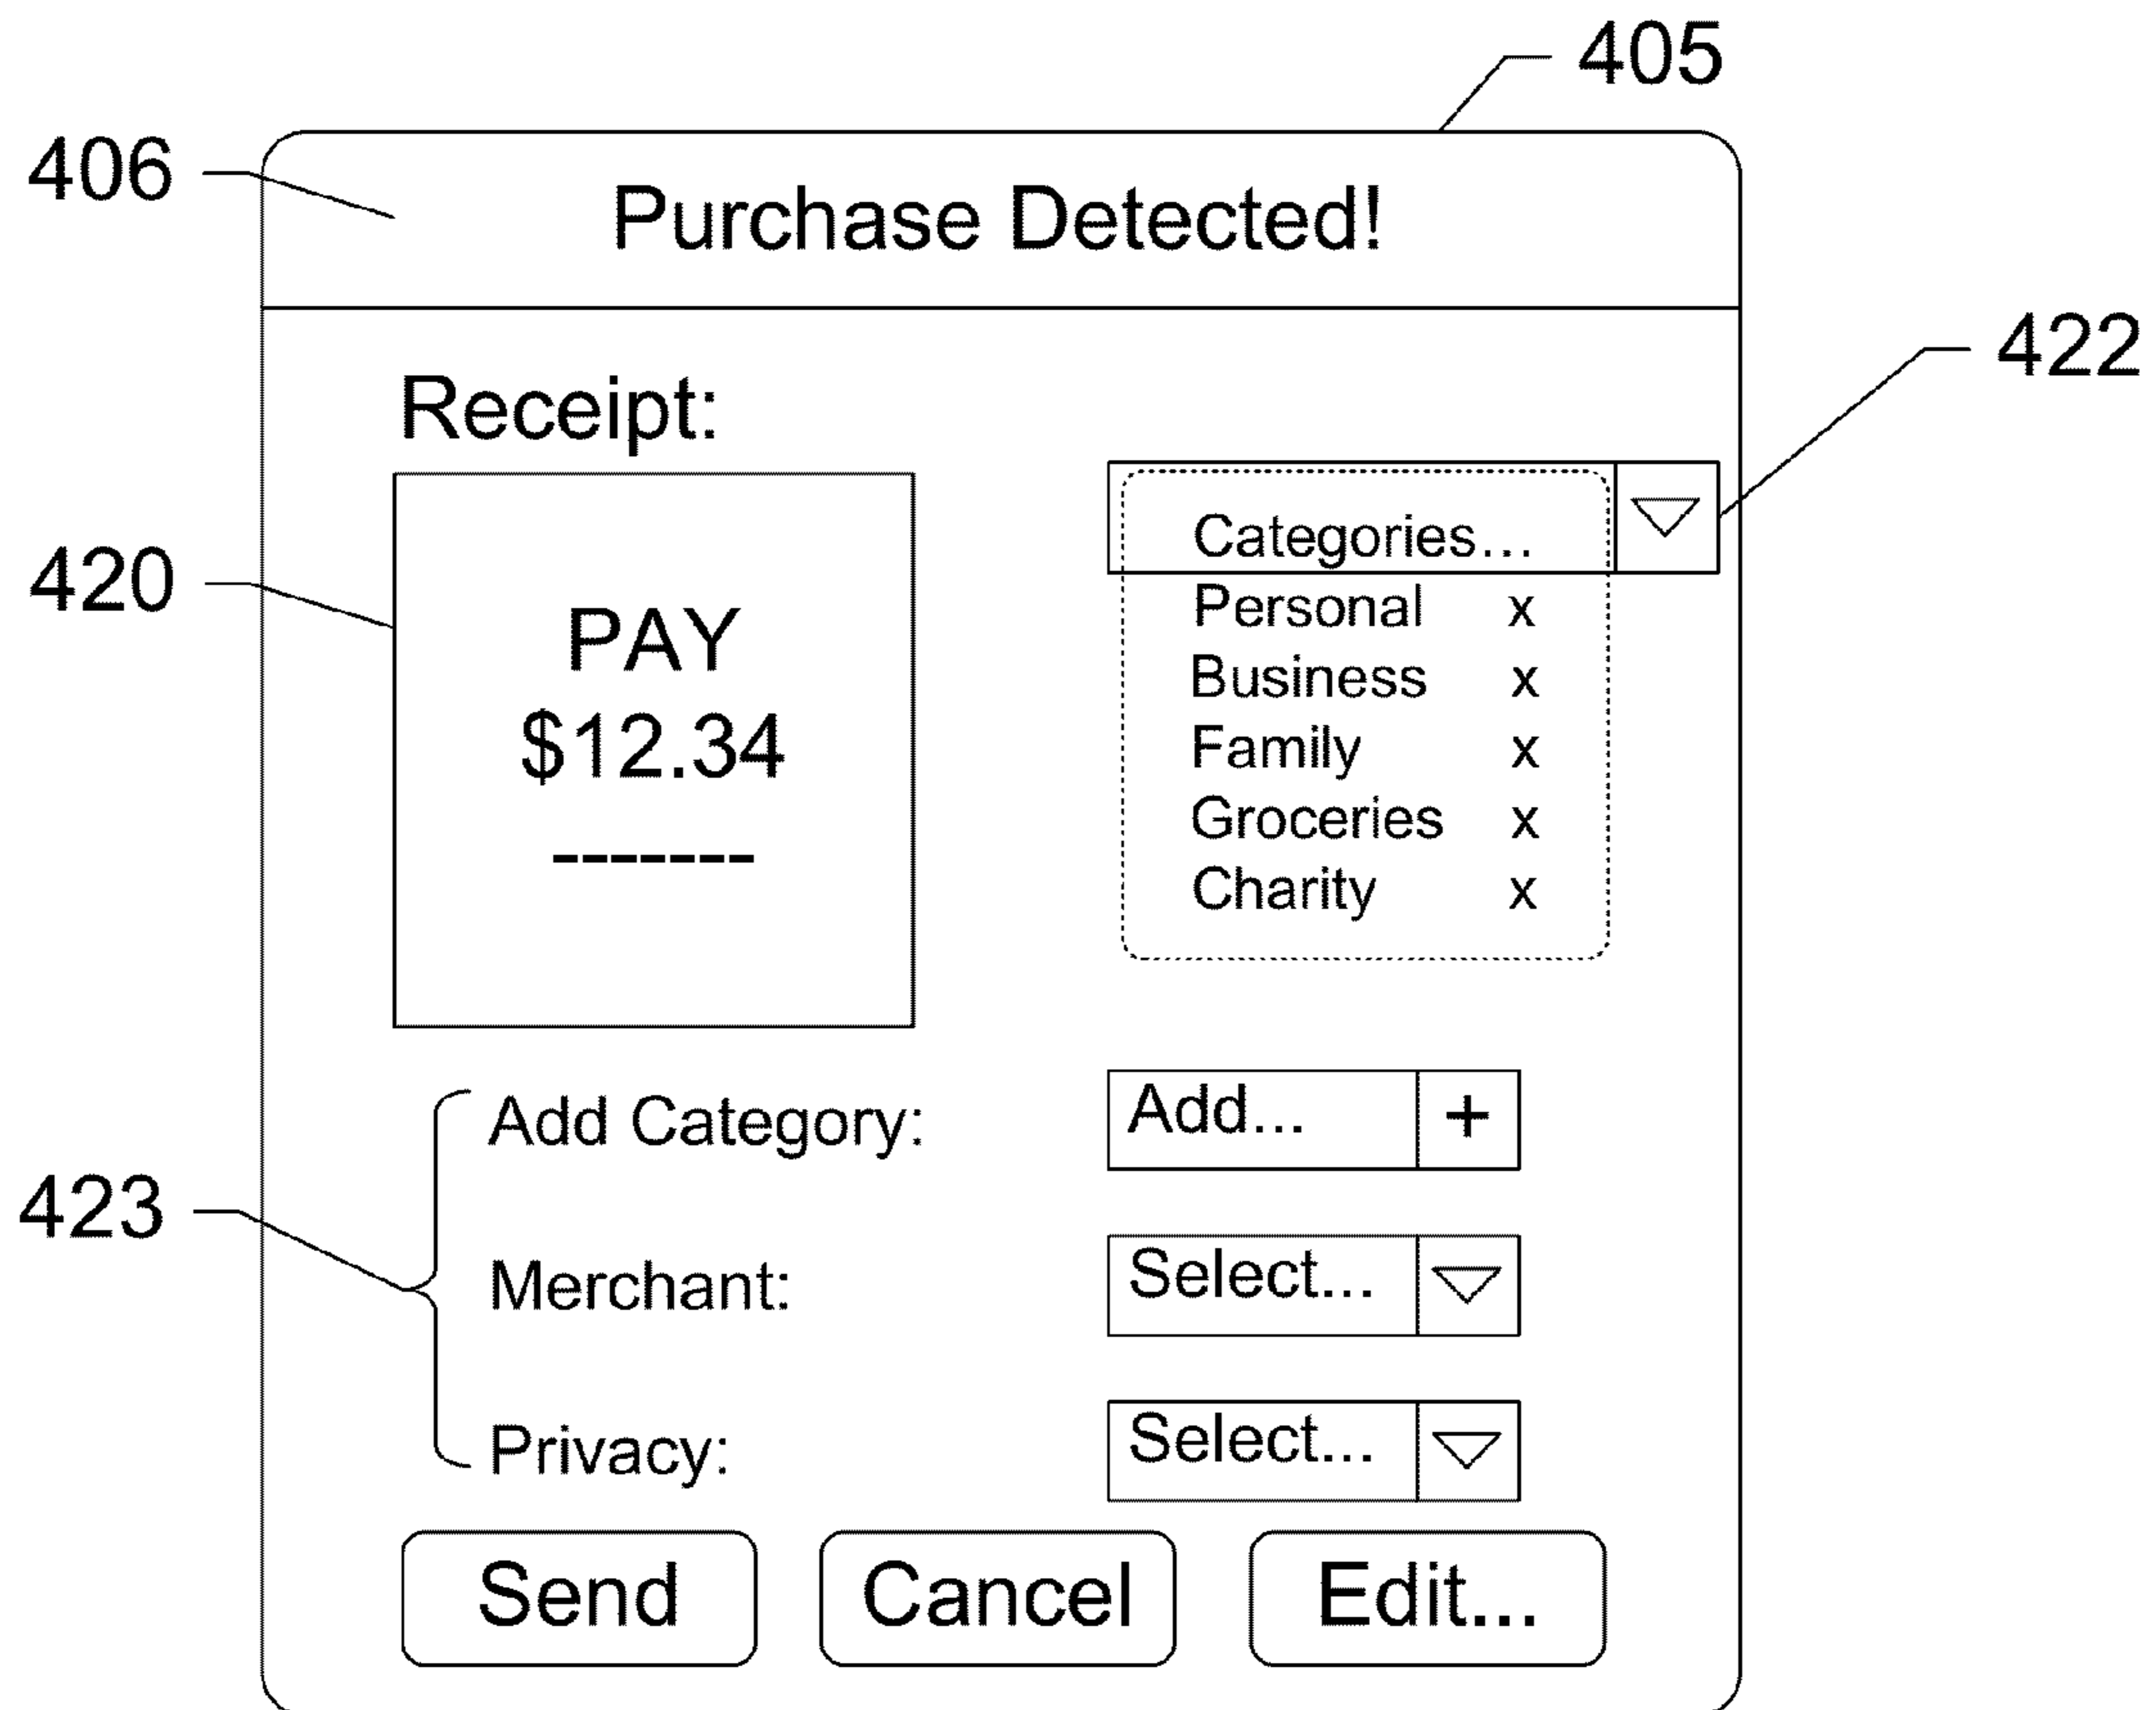 405
406
Purchase Detected!
422
Receipt:
420
PAY
$12.34
-------
Categories...
Personal x
Business x
Family x
Groceries x
Charity x
423
Add Category: Add... +
Merchant: Select...
Privacy: Select...
Send Cancel Edit...